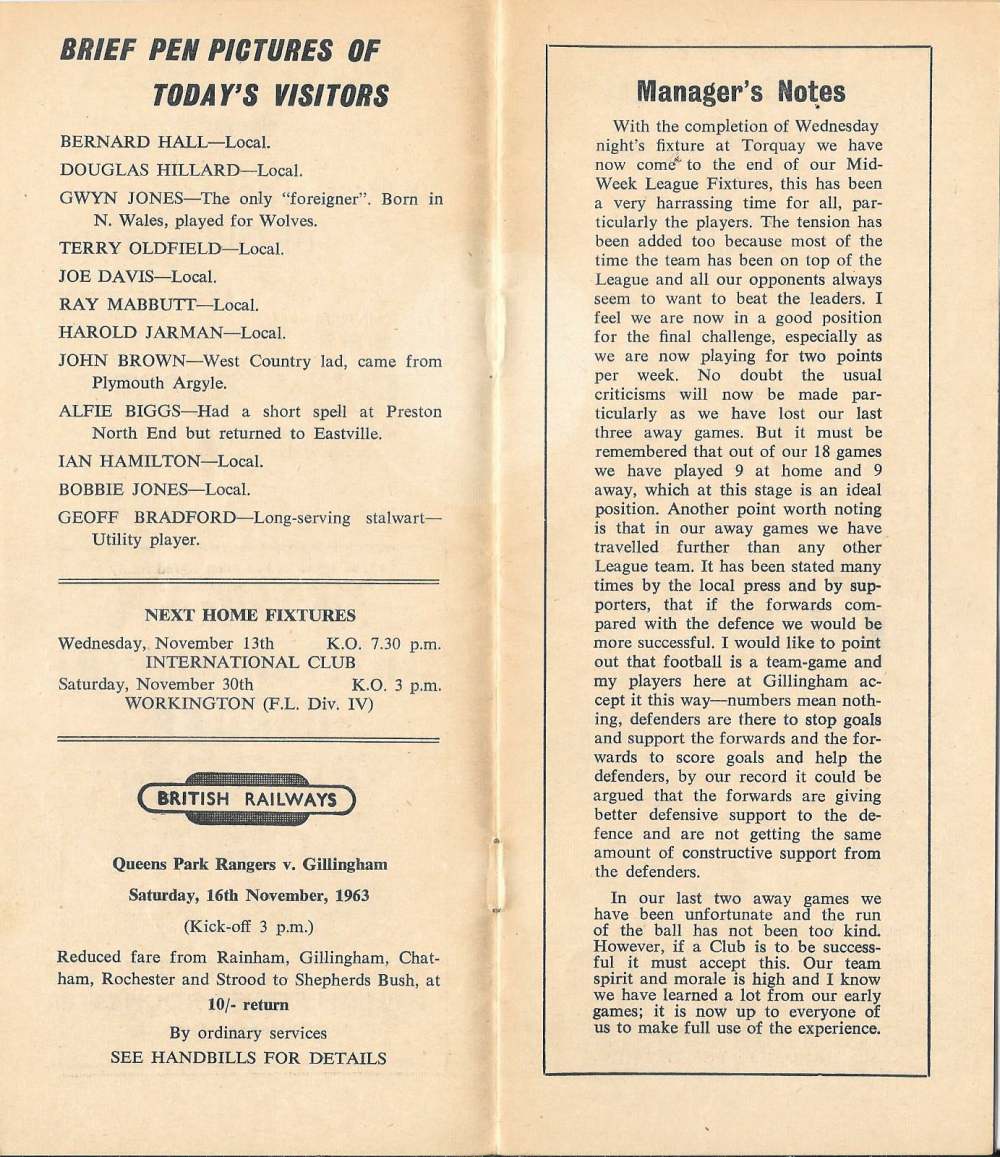 BRIEF PEN PICTURES OF
TODAY'S VISITORS
BERNARD HALL—Local.
DOUGLAS HILLARD—Local.
GWYN JONES—The only "foreigner". Born in
N. Wales, played for Wolves.
TERRY OLDFIELD—Local.
JOE DAVIS—Local.
RAY MABBUTT—Local.
HAROLD JARMAN—Local.
JOHN BROWN—West Country lad, came from
Plymouth Argyle.
ALFIE BIGGS—Had a short spell at Preston
North End but returned to Eastville.
IAN HAMILTON—Local.
BOBBIE JONES—Local.
GEOFF BRADFORD—Long-serving stalwart—
Utility player.
NEXT HOME FIXTURES
Wednesday, November 13th K.O. 7.30 p.m.
INTERNATIONAL CLUB
Saturday, November 30th K.O. 3 p.m.
WORKINGTON (F.L. Div. IV)
BRITISH RAILWAYS
Queens Park Rangers v. Gillingham
Saturday, 16th November, 1963
(Kick-off 3 p.m.)
Reduced fare from Rainham, Gillingham, Chat-
ham, Rochester and Strood to Shepherds Bush, at
10/- return
By ordinary services
SEE HANDBILLS FOR DETAILS
Manager's Notes
With the completion of Wednesday
night's fixture at Torquay we have
now come to the end of our Mid-
Week League Fixtures, this has been
a very harrassing time for all, par-
ticularly the players. The tension has
been added too because most of the
time the team has been on top of the
League and all our opponents always
seem to want to beat the leaders. I
feel we are now in a good position
for the final challenge, especially as
we are now playing for two points
per week. No doubt the usual
criticisms will now be made par-
ticularly as we have lost our last
three away games. But it must be
remembered that out of our 18 games
we have played 9 at home and 9
away, which at this stage is an ideal
position. Another point worth noting
is that in our away games we have
travelled further than any other
League team. It has been stated many
times by the local press and by sup-
porters, that if the forwards com-
pared with the defence we would be
more successful. I would like to point
out that football is a team-game and
my players here at Gillingham ac-
cept it this way—numbers mean noth-
ing, defenders are there to stop goals
and support the forwards and the for-
wards to score goals and help the
defenders, by our record it could be
argued that the forwards are giving
better defensive support to the de-
fence and are not getting the same
amount of constructive support from
the defenders.
In our last two away games we
have been unfortunate and the run
of the ball has not been too kind.
However, if a Club is to be success-
ful it must accept this. Our team
spirit and morale is high and I know
we have learned a lot from our early
games; it is now up to everyone of
us to make full use of the experience.